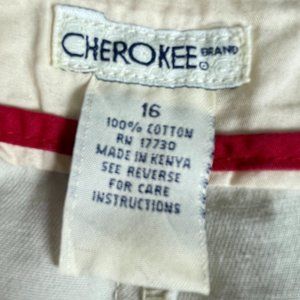 CHEROKEE BRAND
16
100% COTTON
RN 17730
MADE IN KENYA
SEE REVERSE
FOR CARE
INSTRUCTIONS